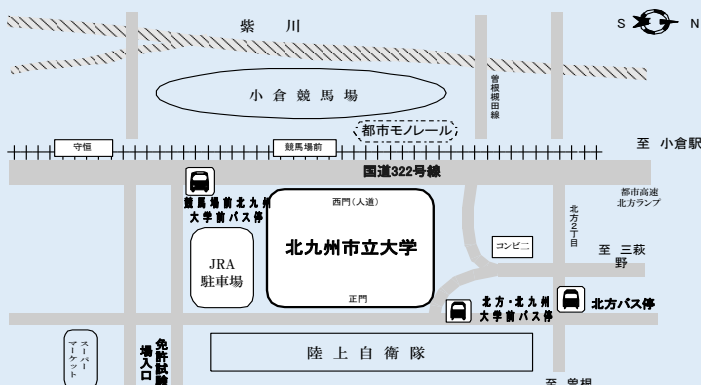 紫 川
S N
小倉競馬場
曽根槻田線
都市モノレール
守恒
競馬場前
至 小倉駅
国道322号線
競馬場前北九州
大学前バス停
西門(人道)
都市高速
北方ランプ
北方2丁目
北九州市立大学
コンビニ
至 三萩
野
JRA
駐車場
正門
北方・北九州
大学前バス停
北方バス停
スーパー
マーケット
免許試験
場入口
陸上自衛隊
至 曽根